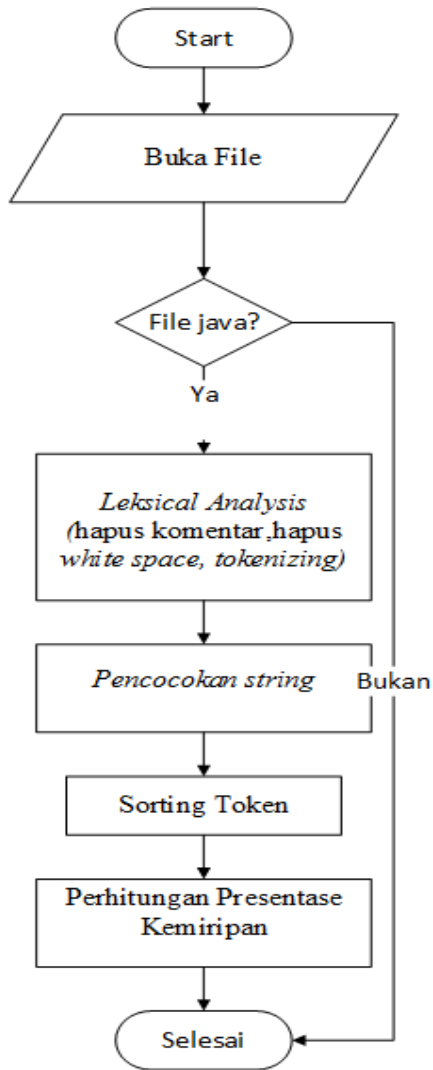 Start
Buka File
File java?
Ya
Leksical Analysis
(hapus komentar,hapus
white space, tokenizing)
Pencocokan string
Bukan
Sorting Token
Perhitungan Presentase
Kemiripan
Selesai